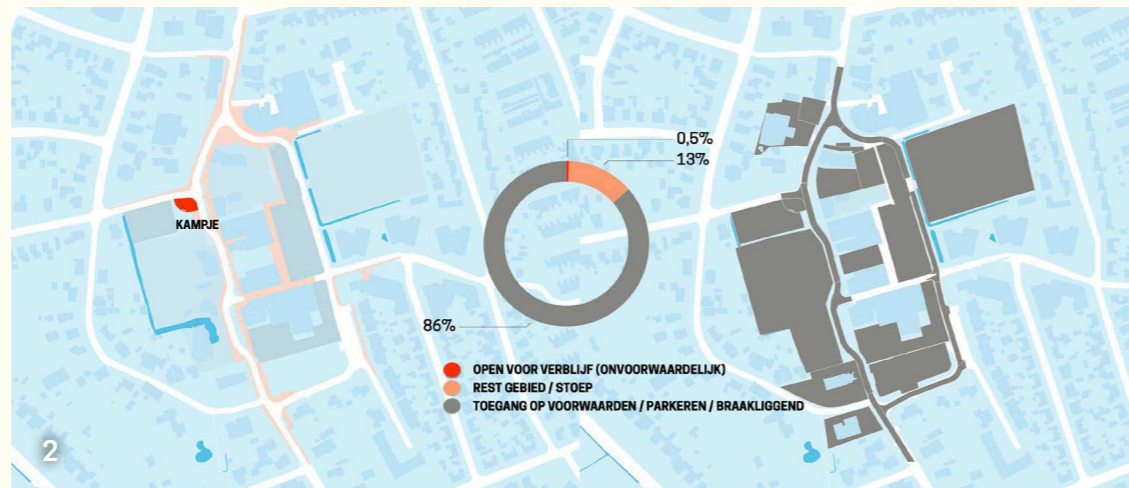 0,5%
13%
KAMPJE
86%
OPEN VOOR VERBLIJF (ONVOORWAARDELIJK)
REST GEBIED / STOEP
TOEGANG OP VOORWAARDEN / PARKEREN / BRAAKLIGGEND
2